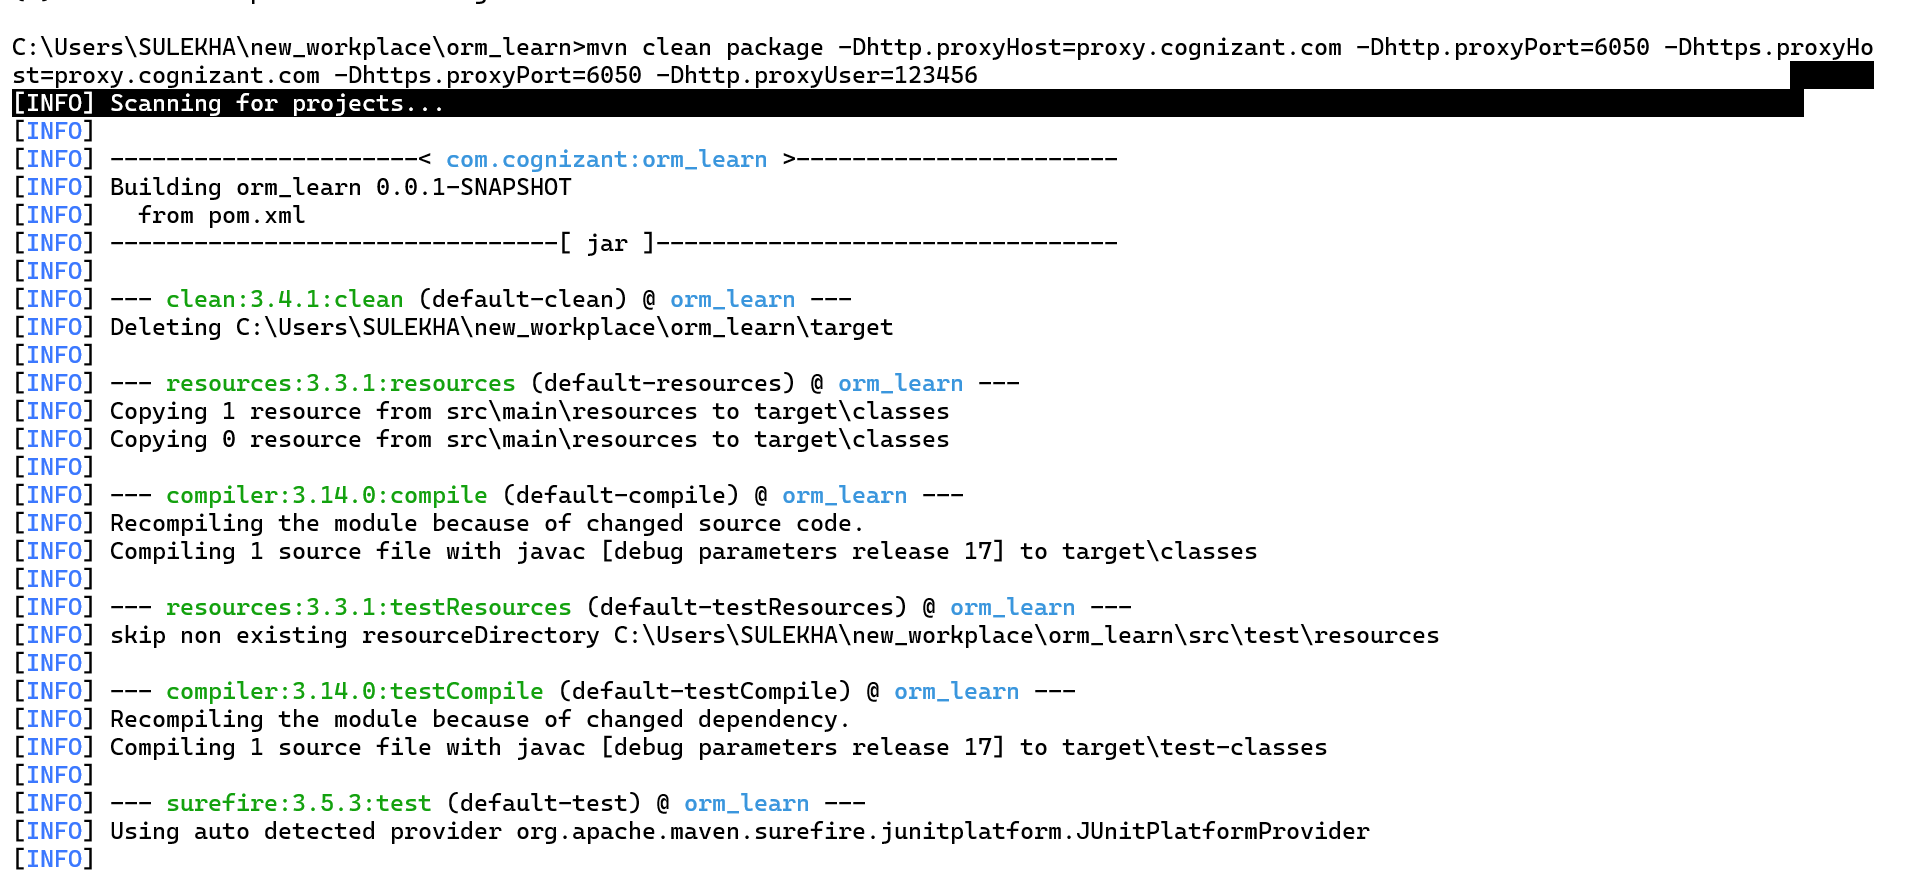 C:\Users\SULEKHA\new_workplace\orm_learn>mvn clean package -Dhttp.proxyHost=proxy.cognizant.com -Dhttp.proxyPort=6050 -Dhttps.proxyHo
st=proxy.cognizant.com -Dhttps.proxyPort=6050 -Dhttp.proxyUser=123456
[INFO] Scanning for projects...
[INFO]
[INFO] ----------------------< com.cognizant:orm_learn >-----------------------
[INFO] Building orm_learn 0.0.1-SNAPSHOT
[INFO]   from pom.xml
[INFO] --------------------------------[ jar ]---------------------------------
[INFO]
[INFO] --- clean:3.4.1:clean (default-clean) @ orm_learn ---
[INFO] Deleting C:\Users\SULEKHA\new_workplace\orm_learn\target
[INFO]
[INFO] --- resources:3.3.1:resources (default-resources) @ orm_learn ---
[INFO] Copying 1 resource from src\main\resources to target\classes
[INFO] Copying 0 resource from src\main\resources to target\classes
[INFO]
[INFO] --- compiler:3.14.0:compile (default-compile) @ orm_learn ---
[INFO] Recompiling the module because of changed source code.
[INFO] Compiling 1 source file with javac [debug parameters release 17] to target\classes
[INFO]
[INFO] --- resources:3.3.1:testResources (default-testResources) @ orm_learn ---
[INFO] skip non existing resourceDirectory C:\Users\SULEKHA\new_workplace\orm_learn\src\test\resources
[INFO]
[INFO] --- compiler:3.14.0:testCompile (default-testCompile) @ orm_learn ---
[INFO] Recompiling the module because of changed dependency.
[INFO] Compiling 1 source file with javac [debug parameters release 17] to target\test-classes
[INFO]
[INFO] --- surefire:3.5.3:test (default-test) @ orm_learn ---
[INFO] Using auto detected provider org.apache.maven.surefire.junitplatform.JUnitPlatformProvider
[INFO]